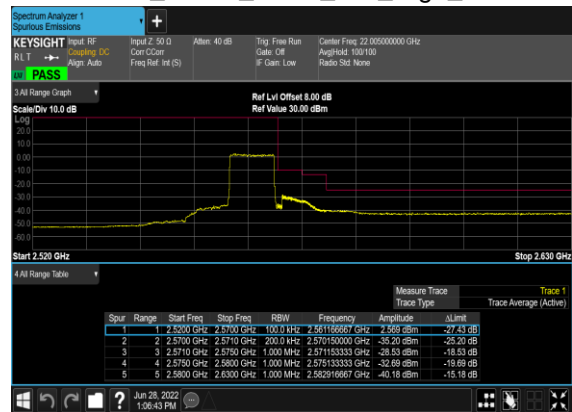 Spectrum Analyzer 1
Spurious Emissions
+
KEYSIGHT Input: RF Input Z: 50 Ω Atten: 40 dB Trig: Free Run Center Freq: 22.005000000 GHz
RLT Coupling: DC Corr CCorr Gate: Off Avg|Hold: 100/100
Align: Auto Freq Ref: Int (S) IF Gain: Low Radio Std: None
PASS
3 All Range Graph
Ref Lvl Offset 8.00 dB
Scale/Div 10.0 dB Ref Value 30.00 dBm
Log
20.0
10.0
0.00
-10.0
-20.0
-30.0
-40.0
-50.0
-60.0
Start 2.520 GHz Stop 2.630 GHz
4 All Range Table
Measure Trace Trace 1
Trace Type Trace Average (Active)
Spur Range Start Freq Stop Freq RBW Frequency Amplitude ΔLimit
1 1 2.5200 GHz 2.5700 GHz 100.0 kHz 2.561166667 GHz 2.569 dBm -27.43 dB
2 2 2.5700 GHz 2.5710 GHz 200.0 kHz 2.570150000 GHz -35.20 dBm -25.20 dB
3 3 2.5710 GHz 2.5750 GHz 1.000 MHz 2.571153333 GHz -28.53 dBm -18.53 dB
4 4 2.5750 GHz 2.5800 GHz 1.000 MHz 2.575133333 GHz -32.69 dBm -19.69 dB
5 5 2.5800 GHz 2.6300 GHz 1.000 MHz 2.582916667 GHz -40.18 dBm -15.18 dB
? Jun 28, 2022
1:06:43 PM